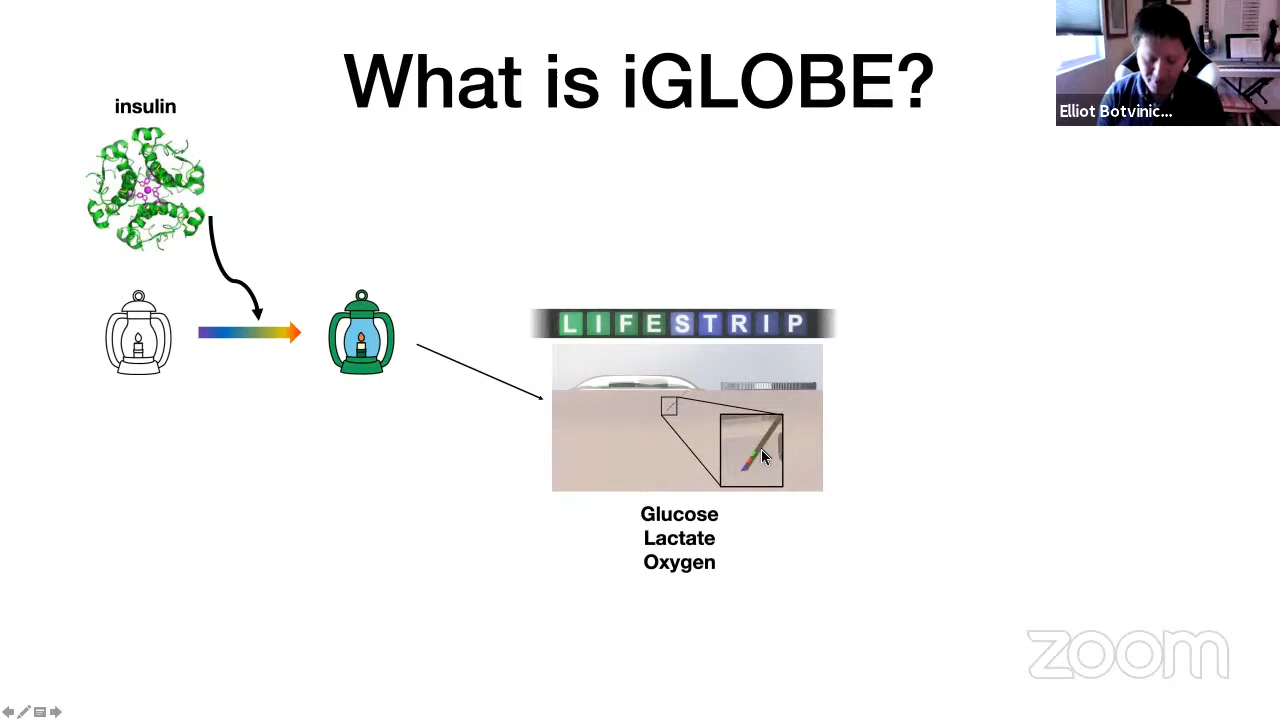 What is iGLOBE?
Elliot Botvinic...
insulin
LIFESTRIP
Glucose
Lactate
Oxygen
zoom